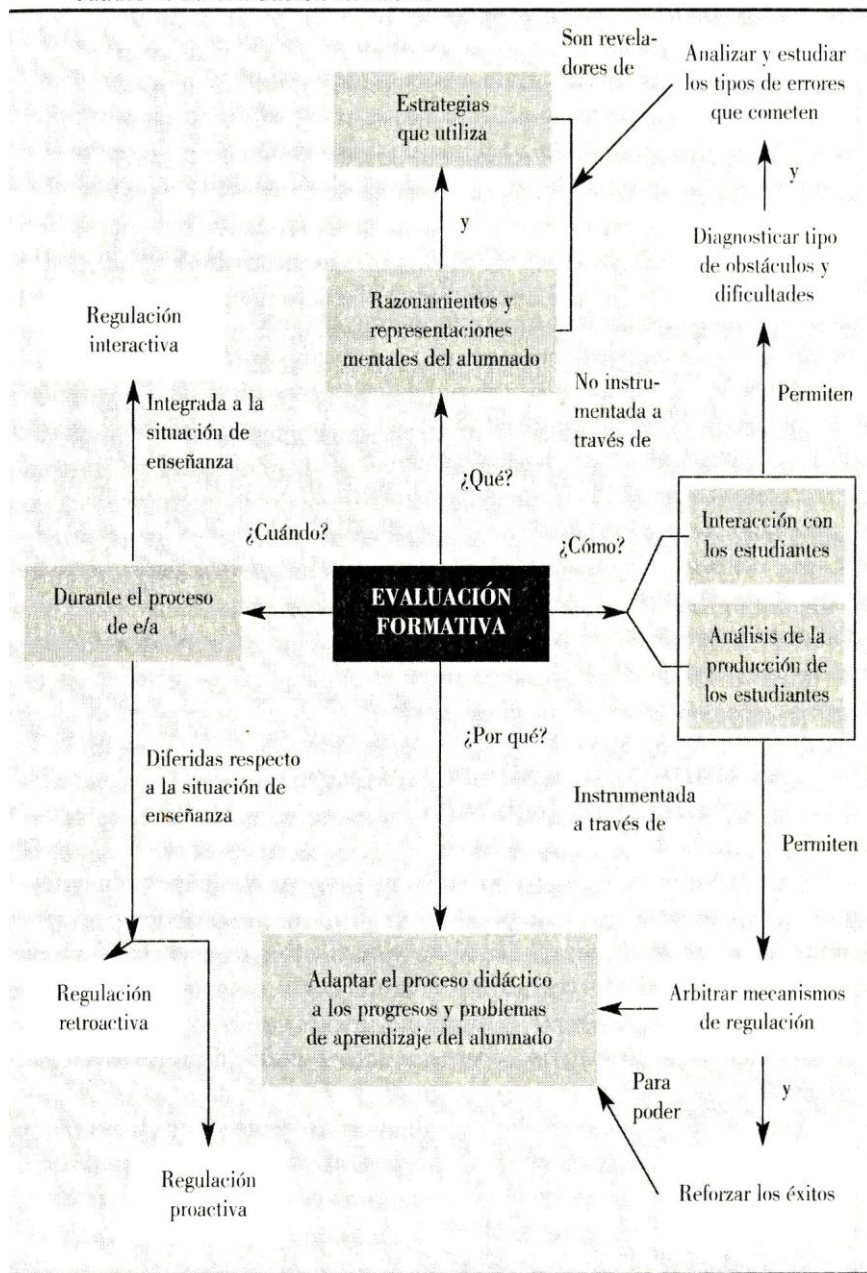 Son revela-
dores de
Analizar y estudiar
los tipos de errores
que cometen
Estrategias
que utiliza
y
y
Diagnosticar tipo
de obstáculos y
dificultades
Razonamientos y
representaciones
mentales del alumnado
Regulación
interactiva
Integrada a la
situación de
enseñanza
No instru-
mentada a
través de
Permiten
¿Qué?
¿Cuándo?
¿Cómo?
Interacción con
los estudiantes
Durante el proceso
de e/a
EVALUACIÓN
FORMATIVA
Análisis de la
producción de
los estudiantes
¿Por qué?
Diferidas respecto
a la situación de
enseñanza
Instrumentada
a través de
Permiten
Regulación
retroactiva
Adaptar el proceso didáctico
a los progresos y problemas
de aprendizaje del alumnado
Arbitrar mecanismos
de regulación
Para
poder
y
Regulación
proactiva
Reforzar los éxitos